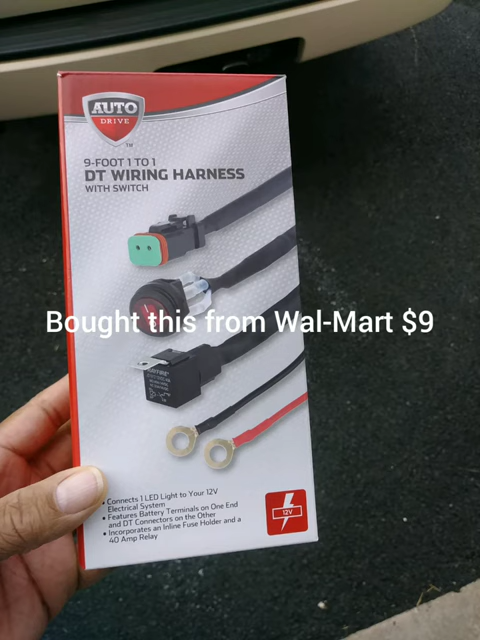 AUTO
DRIVE
TM
9-FOOT 1 TO 1
DT WIRING HARNESS
WITH SWITCH
Bought this from Wal-Mart $9
• Connects 1 LED Light to Your 12V
Electrical System
• Features Battery Terminals on One End
and DT Connectors on the Other
• Incorporates an Inline Fuse Holder and a
40 Amp Relay
12V